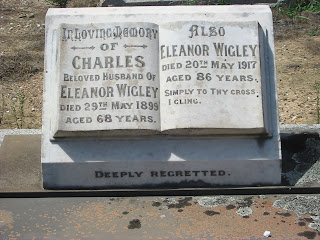 In Loving Memory
OF
CHARLES
BELOVED HUSBAND OF
ELEANOR WIGLEY
DIED 29TH MAY 1899
AGED 68 YEARS.
ALSO
ELEANOR WIGLEY
DIED 20TH MAY 1917
AGED 86 YEARS.
SIMPLY TO THY CROSS
I CLING.
DEEPLY REGRETTED.